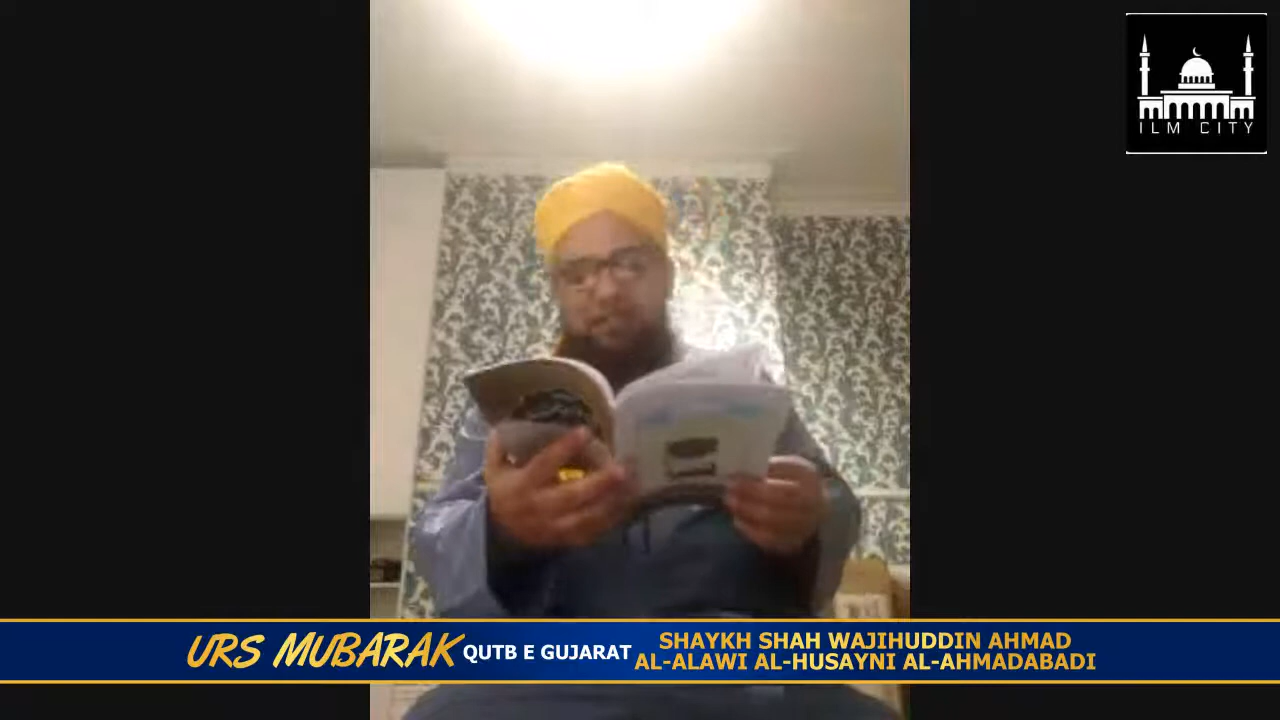 ILM CITY
URS MUBARAK QUTB E GUJARAT SHAYKH SHAH WAJIHUDDIN AHMAD
AL-ALAWI AL-HUSAYNI AL-AHMADABADI